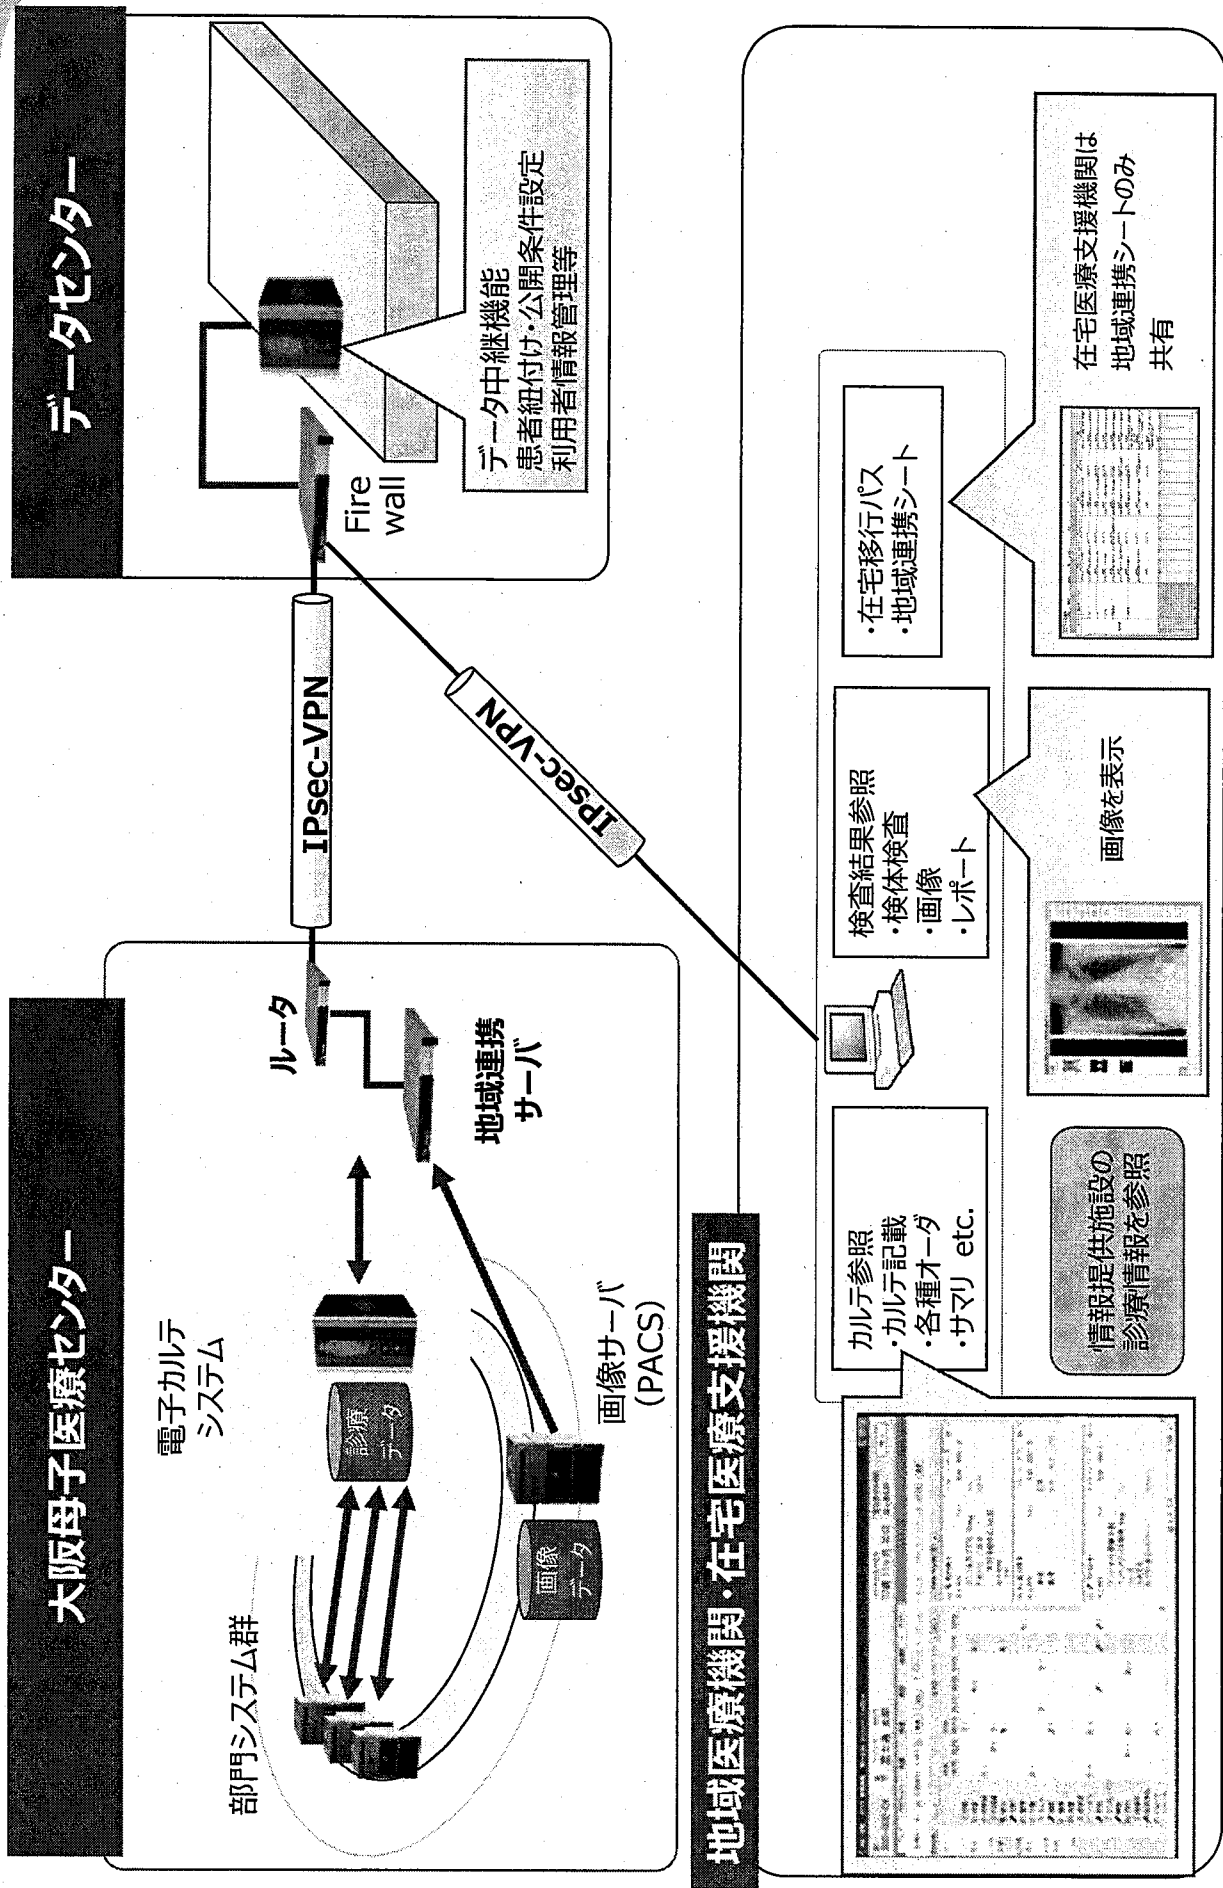 大阪母子医療センター
電子カルテ
システム
部門システム群
診療
データ
画像
データ
画像サーバ
(PACS)
ルータ
地域連携
サーバ
IPsec-VPN
IPsec-VPN
データセンター
Fire
wall
データ中継機能
患者紐付け・公開条件設定
利用者情報管理等
地域医療機関・在宅医療支援機関
カルテ参照
・カルテ記載
・各種オーダ
・サマリ etc.
検査結果参照
・検体検査
・画像
・レポート
・在宅移行パス
・地域連携シート
情報提供施設の
診療情報を参照
画像を表示
在宅医療支援機関は
地域連携シートのみ
共有